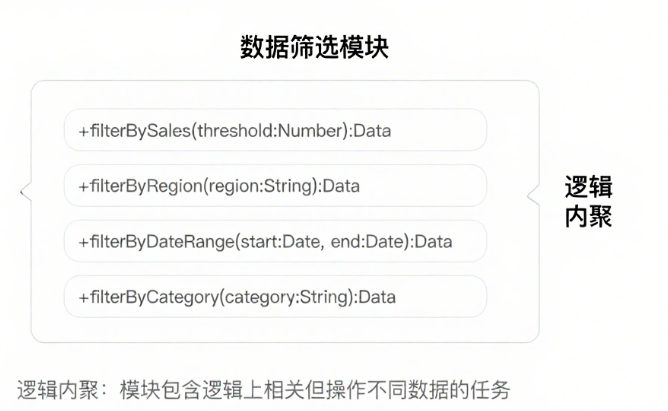 数据筛选模块
+filterBySales(threshold:Number):Data
+filterByRegion(region:String):Data
+filterByDateRange(start:Date, end:Date):Data
+filterByCategory(category:String):Data
逻辑
内聚
逻辑内聚：模块包含逻辑上相关但操作不同数据的任务